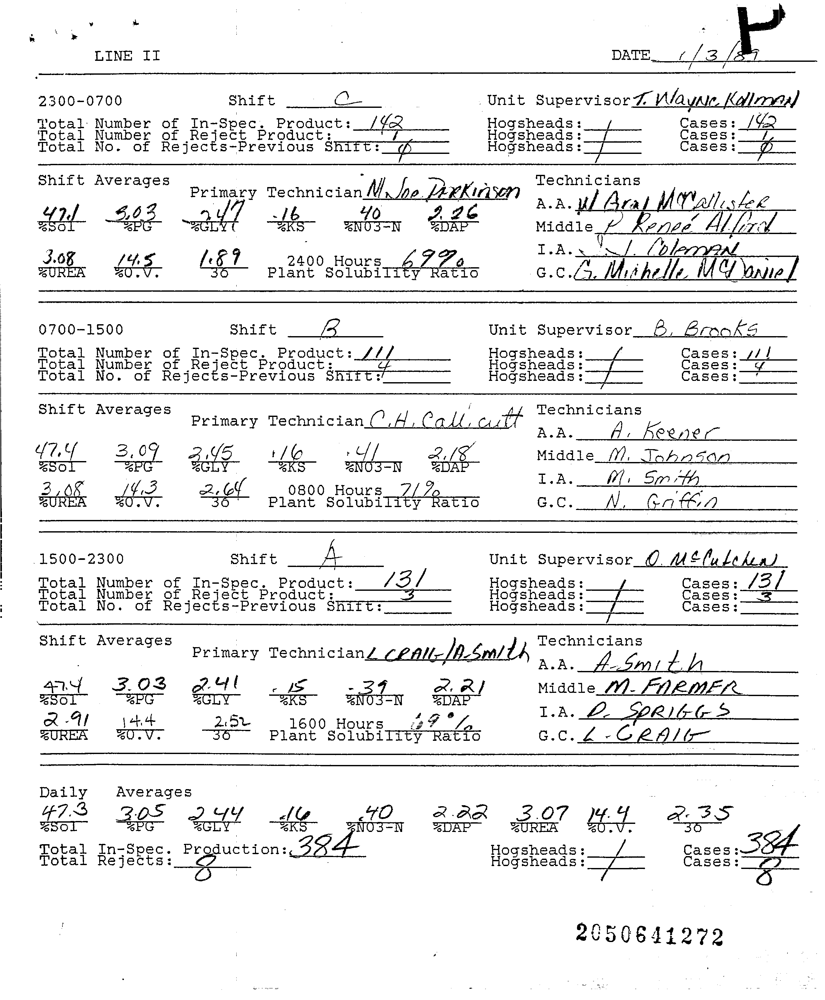 P
LINE II DATE 1/3/89
2300-0700 Shift C Unit Supervisor T. Wayne Kollman
Total Number of In-Spec. Product: 142 Hogsheads: / Cases: 142
Total Number of Reject Product: 1 Hogsheads: / Cases: 1
Total No. of Rejects-Previous Shift: φ Hogsheads: / Cases: φ
Shift Averages Primary Technician N. Joe Parkinson Technicians
A.A. W Bral McCallister
47.1 3.03 2.47 .16 40 2.26 Middle P. Reneé Alford
%Sol %PG %GLY %KS %NO3-N %DAP
I.A. J. Coleman
3.08 14.5 1.89 2400 Hours 69% G.C. G. Michelle McDaniel
%UREA %O.V. 30 Plant Solubility Ratio
0700-1500 Shift B Unit Supervisor B. Brooks
Total Number of In-Spec. Product: 111 Hogsheads: / Cases: 111
Total Number of Reject Product: 4 Hogsheads: / Cases: 4
Total No. of Rejects-Previous Shift: Hogsheads: / Cases:
Shift Averages Primary Technician C.H. Callicutt Technicians
A.A. A. Keener
47.4 3.09 2.45 .16 .41 2.18 Middle M. Johnson
%Sol %PG %GLY %KS %NO3-N %DAP
I.A. M. Smith
3.08 14.3 2.64 0800 Hours 71% G.C. N. Griffin
%UREA %O.V. 30 Plant Solubility Ratio
1500-2300 Shift A Unit Supervisor O. McCutchen
Total Number of In-Spec. Product: 131 Hogsheads: / Cases: 131
Total Number of Reject Product: 3 Hogsheads: / Cases: 3
Total No. of Rejects-Previous Shift: Hogsheads: / Cases:
Shift Averages Primary Technician L CRAIG/A.Smith Technicians
A.A. A-Smith
47.4 3.03 2.41 .15 .39 2.21 Middle M. FARMER
%Sol %PG %GLY %KS %NO3-N %DAP
I.A. D. SPRIGGS
2.91 14.4 2.52 1600 Hours 69% G.C. L. CRAIG
%UREA %O.V. 30 Plant Solubility Ratio
Daily Averages
47.3 3.05 2.44 .16 .40 2.22 3.07 14.4 2.35
%Sol %PG %GLY %KS %NO3-N %DAP %UREA %O.V. 30
Total In-Spec. Production: 384 Hogsheads: / Cases: 384
Total Rejects: 8 Hogsheads: / Cases: 8
2050641272